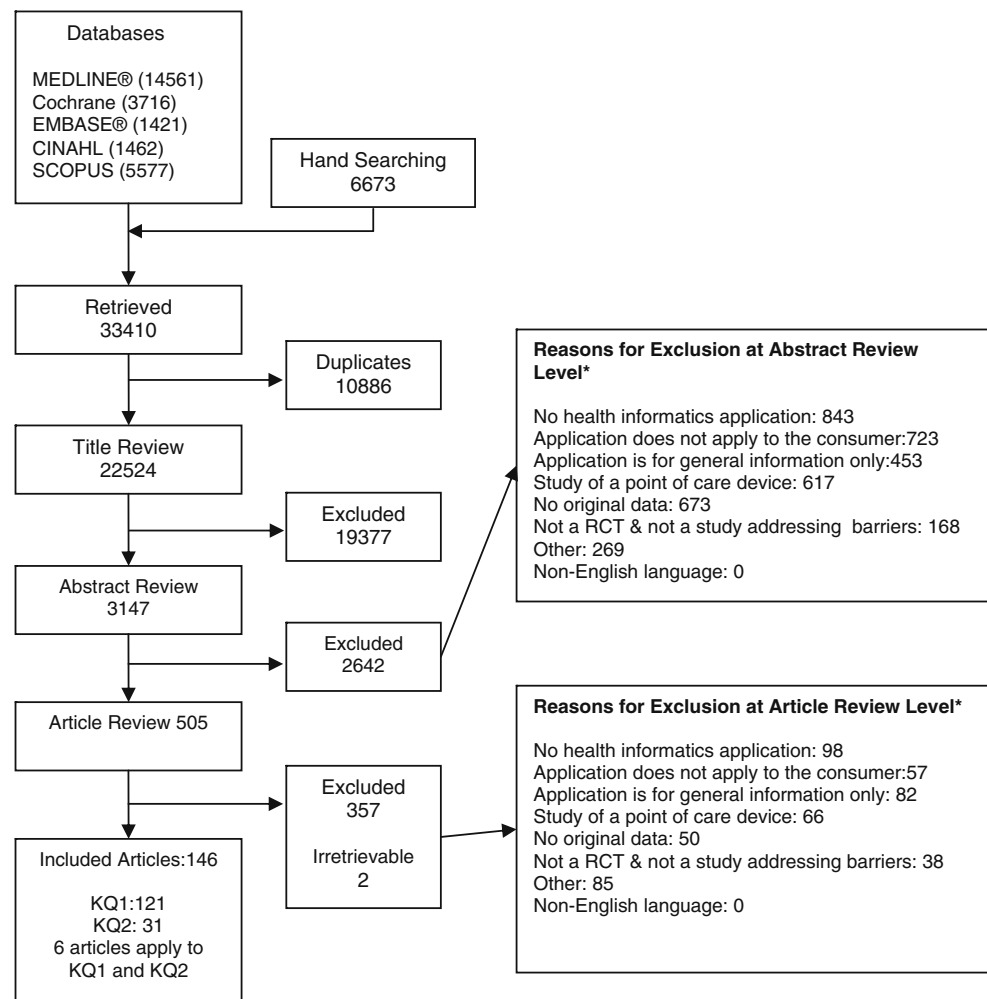 Databases
MEDLINE® (14561)
Cochrane (3716)
EMBASE® (1421)
CINAHL (1462)
SCOPUS (5577)
Hand Searching
6673
Retrieved
33410
Duplicates
10886
Title Review
22524
Excluded
19377
Abstract Review
3147
Excluded
2642
Reasons for Exclusion at Abstract Review
Level*
No health informatics application: 843
Application does not apply to the consumer:723
Application is for general information only:453
Study of a point of care device: 617
No original data: 673
Not a RCT & not a study addressing barriers: 168
Other: 269
Non-English language: 0
Article Review 505
Excluded
357
Irretrievable
2
Reasons for Exclusion at Article Review Level*
No health informatics application: 98
Application does not apply to the consumer:57
Application is for general information only: 82
Study of a point of care device: 66
No original data: 50
Not a RCT & not a study addressing barriers: 38
Other: 85
Non-English language: 0
Included Articles:146
KQ1:121
KQ2: 31
6 articles apply to
KQ1 and KQ2